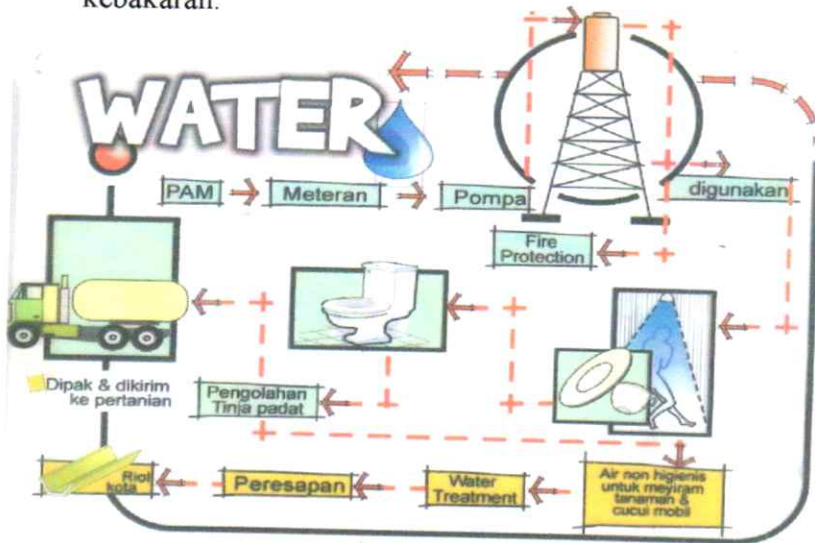 kebakaran.
WATER
PAM
Meteran
Pompa
digunakan
Fire
Protection
Dipak & dikirim
ke pertanian
Pengolahan
Tinja padat
Riol
kota
Peresapan
Water
Treatment
Air non higienis
untuk meyiram
tanaman &
cucui mobil